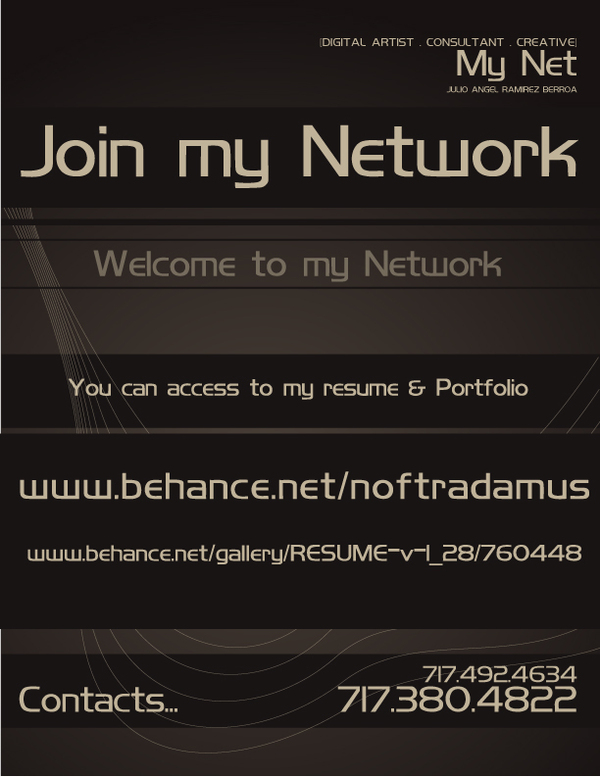 [DIGITAL ARTIST . CONSULTANT . CREATIVE]
My Net
JULIO ANGEL RAMIREZ BERROA
Join my Network
Welcome to my Network
You can access to my resume & Portfolio
www.behance.net/noftradamus
www.behance.net/gallery/RESUME-v-1_28/760448
717.492.4634
Contacts... 717.380.4822